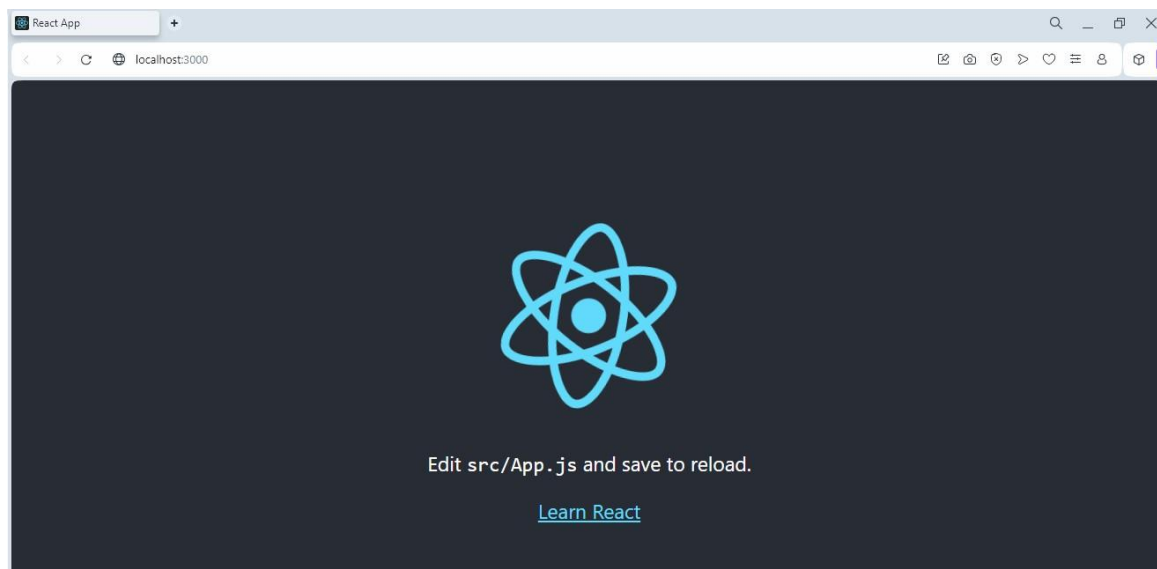 React App
localhost:3000
Edit src/App.js and save to reload.
Learn React